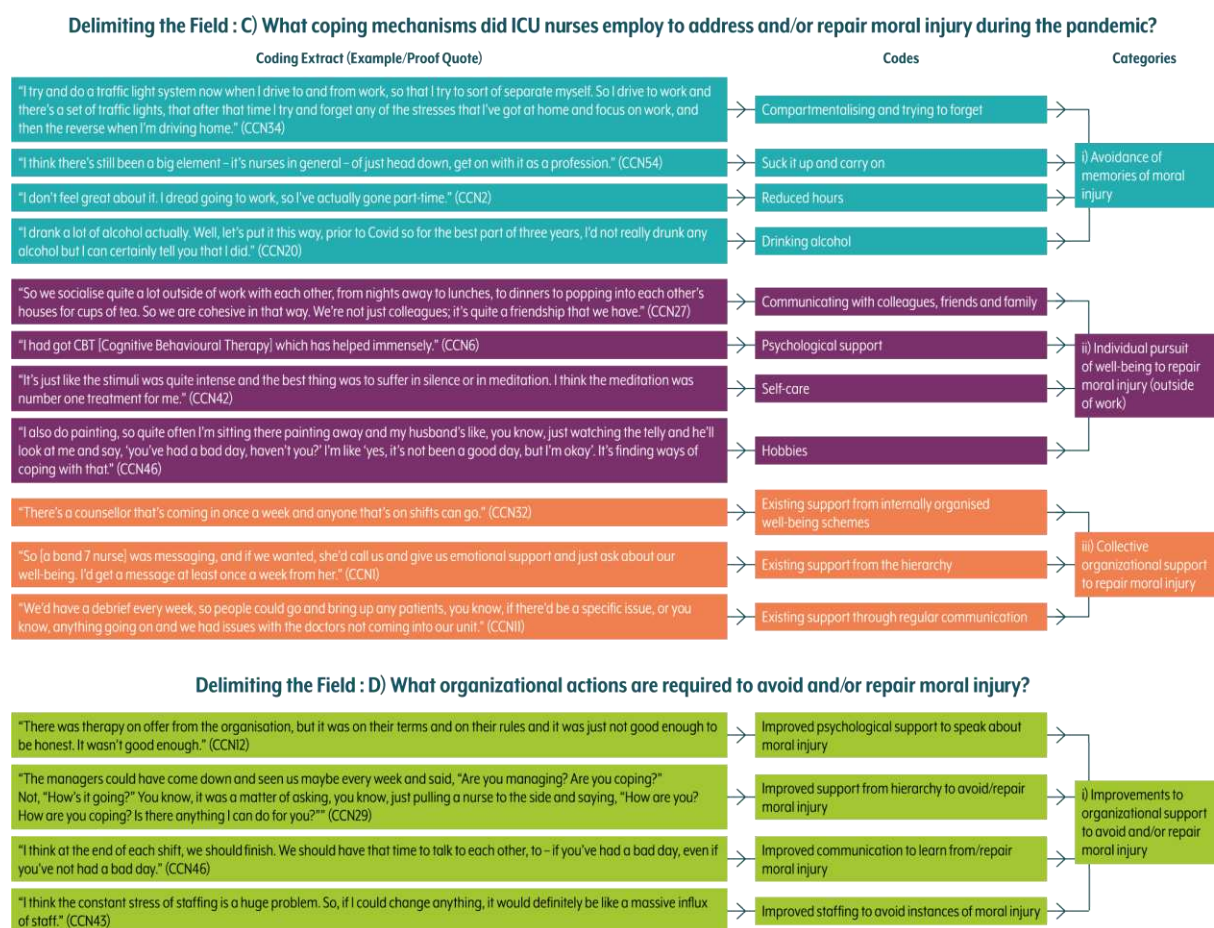 Delimiting the Field : C) What coping mechanisms did ICU nurses employ to address and/or repair moral injury during the pandemic?
Coding Extract (Example/Proof Quote)
Codes
Categories
“I try and do a traffic light system now when I drive to and from work, so that I try to sort of separate myself. So I drive to work and
there’s a set of traffic lights, that after that time I try and forget any of the stresses that I’ve got at home and focus on work, and
then the reverse when I’m driving home.” (CCN34)
Compartmentalising and trying to forget
“I think there’s still been a big element – it’s nurses in general – of just head down, get on with it as a profession.” (CCN54)
Suck it up and carry on
“I don’t feel great about it. I dread going to work, so I’ve actually gone part-time.” (CCN2)
Reduced hours
“I drank a lot of alcohol actually. Well, let’s put it this way, prior to Covid so for the best part of three years, I’d not really drunk any
alcohol but I can certainly tell you that I did.” (CCN20)
Drinking alcohol
i) Avoidance of
memories of moral
injury
“So we socialise quite a lot outside of work with each other, from nights away to lunches, to dinners to popping into each other’s
houses for cups of tea. So we are cohesive in that way. We’re not just colleagues; it’s quite a friendship that we have.” (CCN27)
Communicating with colleagues, friends and family
“I had got CBT [Cognitive Behavioural Therapy] which has helped immensely.” (CCN6)
Psychological support
“It’s just like the stimuli was quite intense and the best thing was to suffer in silence or in meditation. I think the meditation was
number one treatment for me.” (CCN42)
Self-care
“I also do painting, so quite often I’m sitting there painting away and my husband’s like, you know, just watching the telly and he’ll
look at me and say, ‘you’ve had a bad day, haven’t you?’ I’m like ‘yes, it’s not been a good day, but I’m okay’. It’s finding ways of
coping with that.” (CCN46)
Hobbies
ii) Individual pursuit
of well-being to repair
moral injury (outside
of work)
“There’s a counsellor that’s coming in once a week and anyone that’s on shifts can go.” (CCN32)
Existing support from internally organised
well-being schemes
“So [a band 7 nurse] was messaging, and if we wanted, she’d call us and give us emotional support and just ask about our
well-being. I’d get a message at least once a week from her.” (CCN1)
Existing support from the hierarchy
“We’d have a debrief every week, so people could go and bring up any patients, you know, if there’d be a specific issue, or you
know, anything going on and we had issues with the doctors not coming into our unit.” (CCN11)
Existing support through regular communication
iii) Collective
organizational support
to repair moral injury
Delimiting the Field : D) What organizational actions are required to avoid and/or repair moral injury?
“There was therapy on offer from the organisation, but it was on their terms and on their rules and it was just not good enough to
be honest. It wasn’t good enough.” (CCN12)
Improved psychological support to speak about
moral injury
“The managers could have come down and seen us maybe every week and said, “Are you managing? Are you coping?”
Not, “How’s it going?” You know, it was a matter of asking, you know, just pulling a nurse to the side and saying, “How are you?
How are you coping? Is there anything I can do for you?”” (CCN29)
Improved support from hierarchy to avoid/repair
moral injury
“I think at the end of each shift, we should finish. We should have that time to talk to each other, to – if you’ve had a bad day, even if
you’ve not had a bad day.” (CCN46)
Improved communication to learn from/repair
moral injury
“I think the constant stress of staffing is a huge problem. So, if I could change anything, it would definitely be like a massive influx
of staff.” (CCN43)
Improved staffing to avoid instances of moral injury
i) Improvements to
organizational support
to avoid and/or repair
moral injury